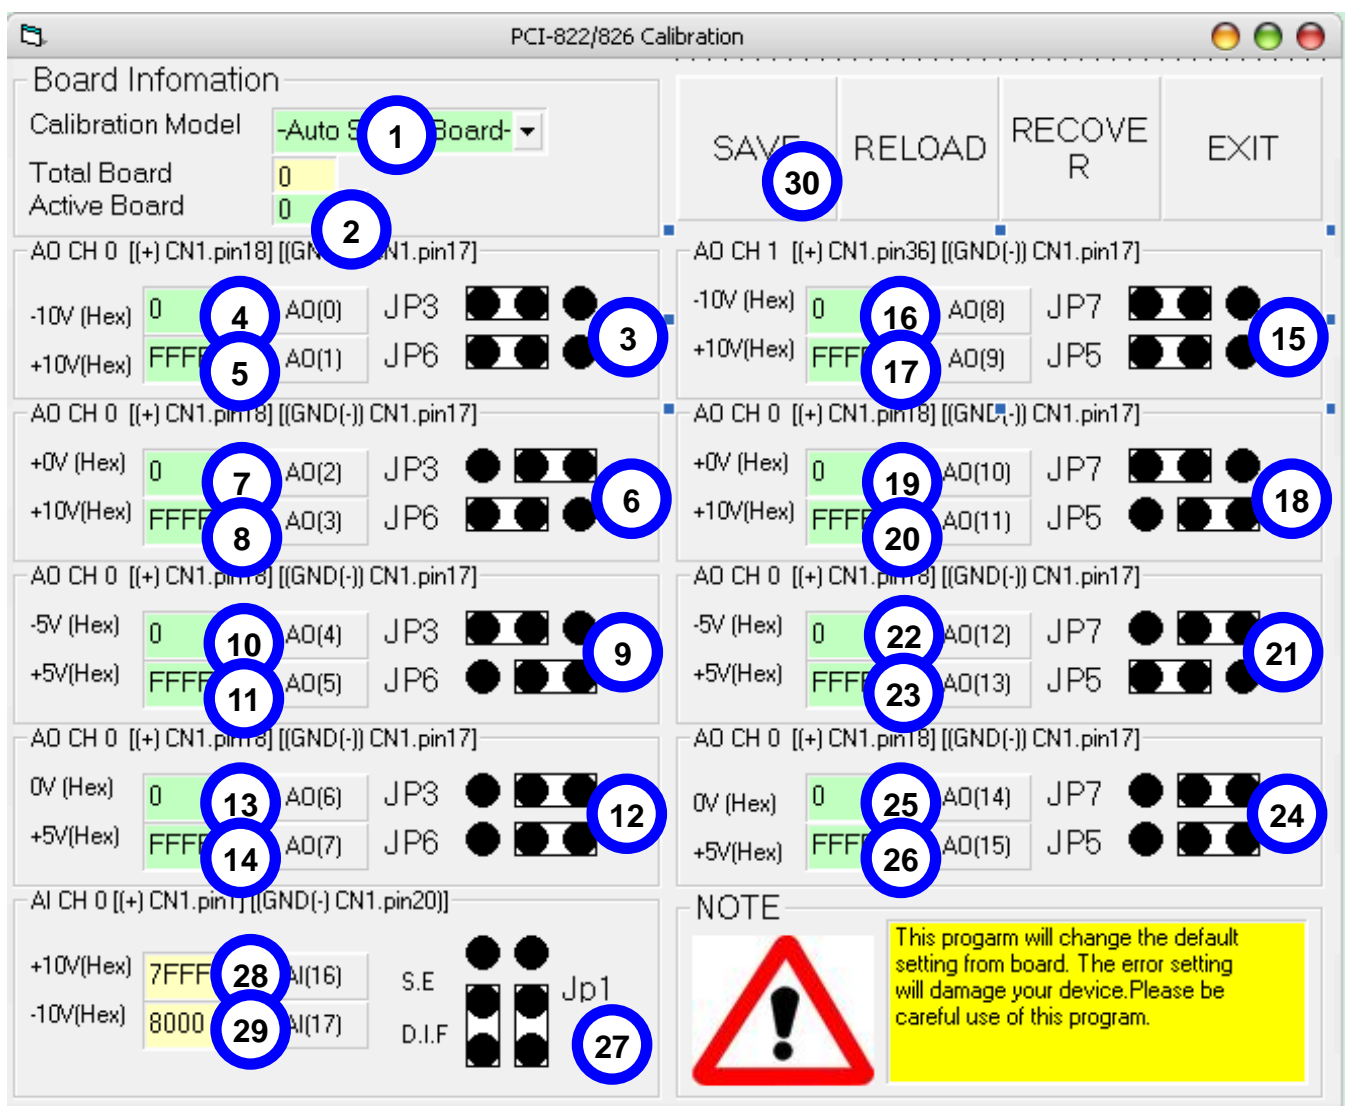 PCI-822/826 Calibration
Board Infomation
Calibration Model -Auto S Board- 1
Total Board 0
Active Board 0 2
SAVE RELOAD RECOVE
R EXIT
30
AO CH 0 [(+) CN1.pin18] [(GN CN1.pin17]
-10V (Hex) 0 4 AO(0) JP3
+10V(Hex) FFFF 5 AO(1) JP6
3
AO CH 1 [(+) CN1.pin36] [(GND(-)) CN1.pin17]
-10V (Hex) 0 16 AO(8) JP7
+10V(Hex) FFF 17 AO(9) JP5
15
AO CH 0 [(+) CN1.pin18] [(GND(-)) CN1.pin17]
+0V (Hex) 0 7 AO(2) JP3
+10V(Hex) FFFF 8 AO(3) JP6
6
AO CH 0 [(+) CN1.pin18] [(GND(-)) CN1.pin17]
+0V (Hex) 0 19 AO(10) JP7
+10V(Hex) FFFF 20 AO(11) JP5
18
AO CH 0 [(+) CN1.pin18] [(GND(-)) CN1.pin17]
-5V (Hex) 0 10 AO(4) JP3
+5V(Hex) FFFF 11 AO(5) JP6
9
AO CH 0 [(+) CN1.pin18] [(GND(-)) CN1.pin17]
-5V (Hex) 0 22 AO(12) JP7
+5V(Hex) FFFF 23 AO(13) JP5
21
AO CH 0 [(+) CN1.pin18] [(GND(-)) CN1.pin17]
0V (Hex) 0 13 AO(6) JP3
+5V(Hex) FFFF 14 AO(7) JP6
12
AO CH 0 [(+) CN1.pin18] [(GND(-)) CN1.pin17]
0V (Hex) 0 25 AO(14) JP7
+5V(Hex) FFFF 26 AO(15) JP5
24
AI CH 0 [(+) CN1.pin1] [(GND(-) CN1.pin20)]
+10V(Hex) 7FFF 28 AI(16) S.E Jp1
-10V(Hex) 8000 29 AI(17) D.I.F 27
NOTE
This progarm will change the default
setting from board. The error setting
will damage your device.Please be
careful use of this program.